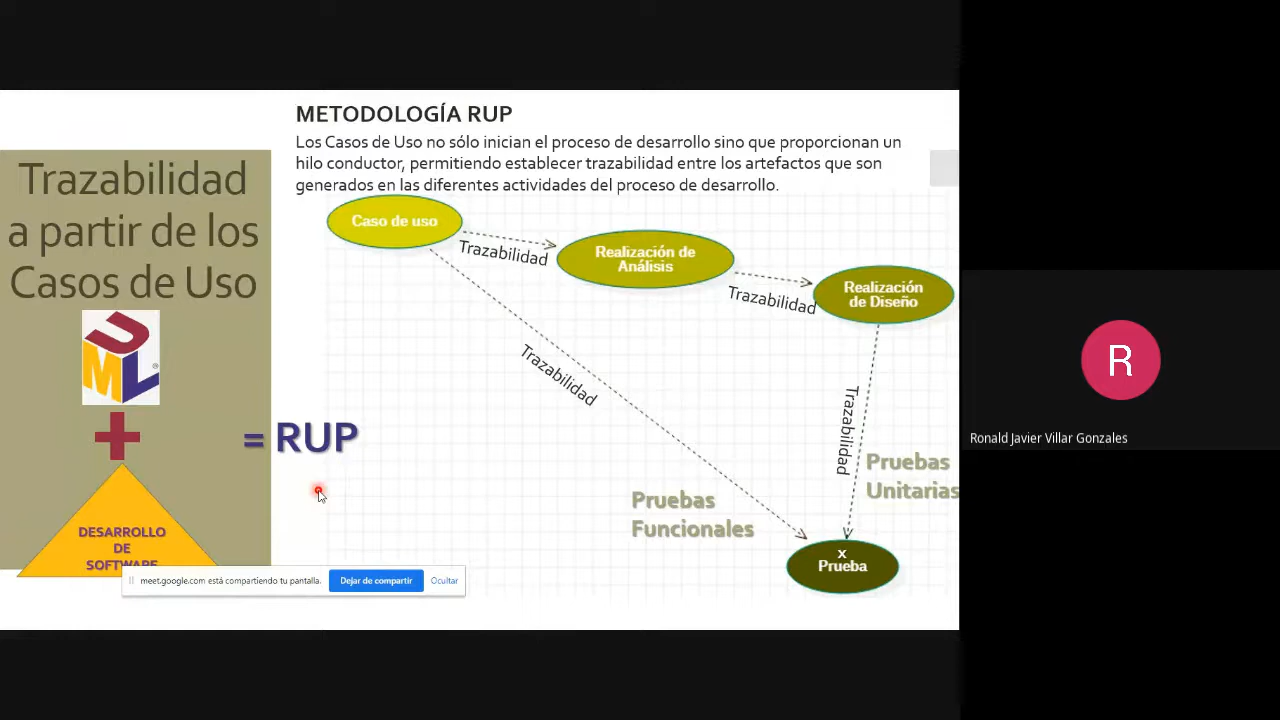 METODOLOGÍA RUP
Los Casos de Uso no sólo inician el proceso de desarrollo sino que proporcionan un
hilo conductor, permitiendo establecer trazabilidad entre los artefactos que son
generados en las diferentes actividades del proceso de desarrollo.
Trazabilidad
a partir de los
Casos de Uso
UML
= RUP
DESARROLLO
DE
SOFTWARE
Caso de uso
Trazabilidad
Realización de
Análisis
Trazabilidad
Realización
de Diseño
Trazabilidad
Trazabilidad
Pruebas
Unitarias
Pruebas
Funcionales
x
Prueba
meet.google.com está compartiendo tu pantalla.
Dejar de compartir
Ocultar
R
Ronald Javier Villar Gonzales